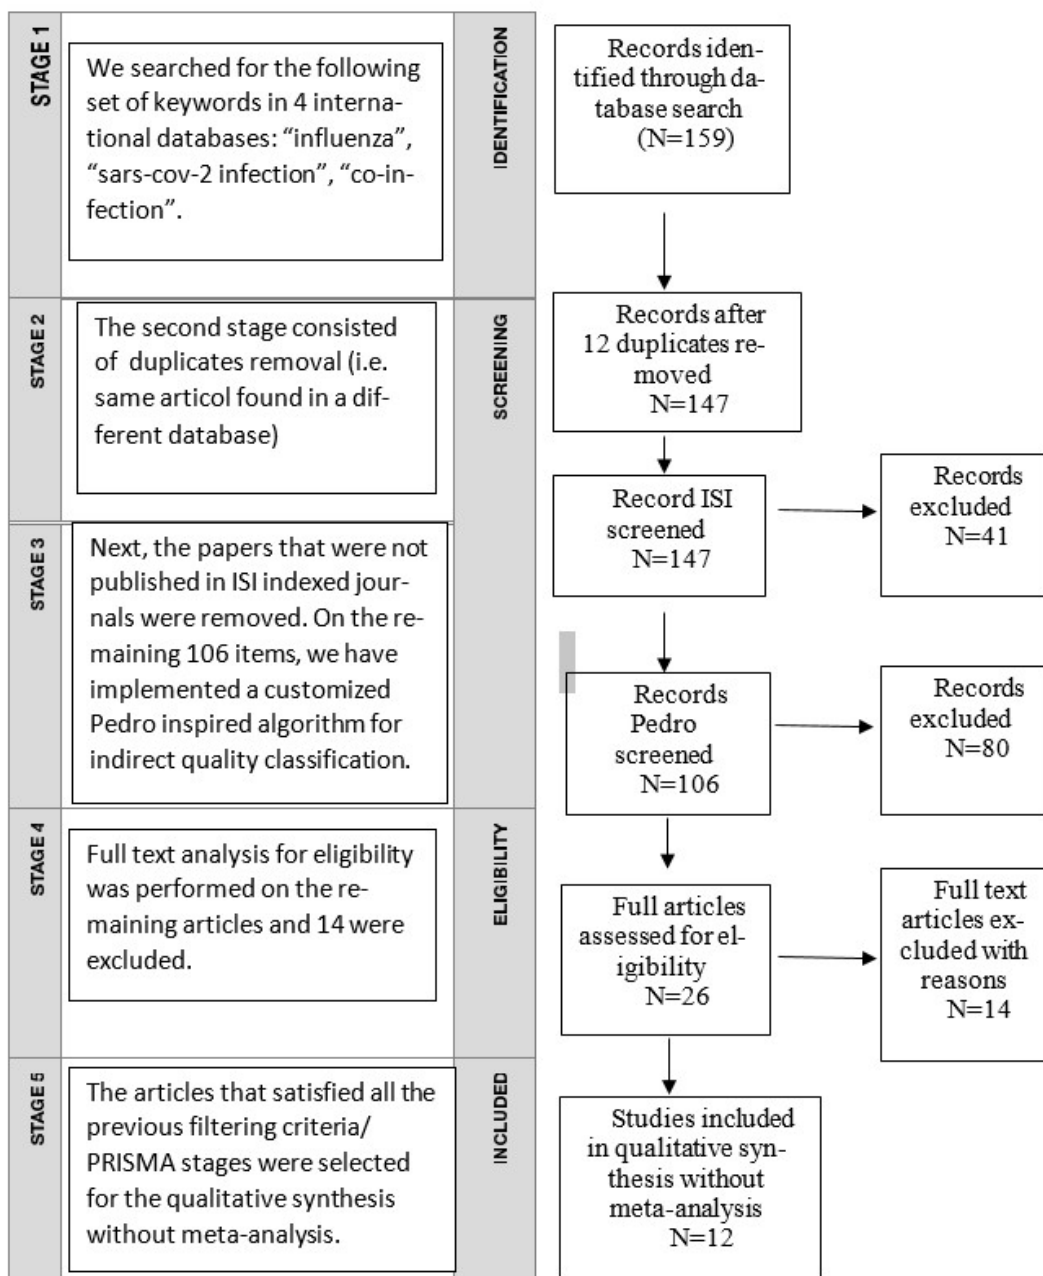 STAGE 1
We searched for the following
set of keywords in 4 interna-
tional databases: “influenza”,
“sars-cov-2 infection”, “co-in-
fection”.
IDENTIFICATION
Records iden-
tified through da-
tabase search
(N=159)
STAGE 2
The second stage consisted
of duplicates removal (i.e.
same articol found in a dif-
ferent database)
SCREENING
Records after
12 duplicates re-
moved
N=147
Record ISI
screened
N=147
Records
excluded
N=41
STAGE 3
Next, the papers that were not
published in ISI indexed jour-
nals were removed. On the re-
maining 106 items, we have
implemented a customized
Pedro inspired algorithm for
indirect quality classification.
Records
Pedro
screened
N=106
Records
excluded
N=80
STAGE 4
Full text analysis for eligibility
was performed on the re-
maining articles and 14 were
excluded.
ELIGIBILITY
Full articles
assessed for el-
igibility
N=26
Full text
articles ex-
cluded with
reasons
N=14
STAGE 5
The articles that satisfied all the
previous filtering criteria/
PRISMA stages were selected
for the qualitative synthesis
without meta-analysis.
INCLUDED
Studies included
in qualitative syn-
thesis without
meta-analysis
N=12